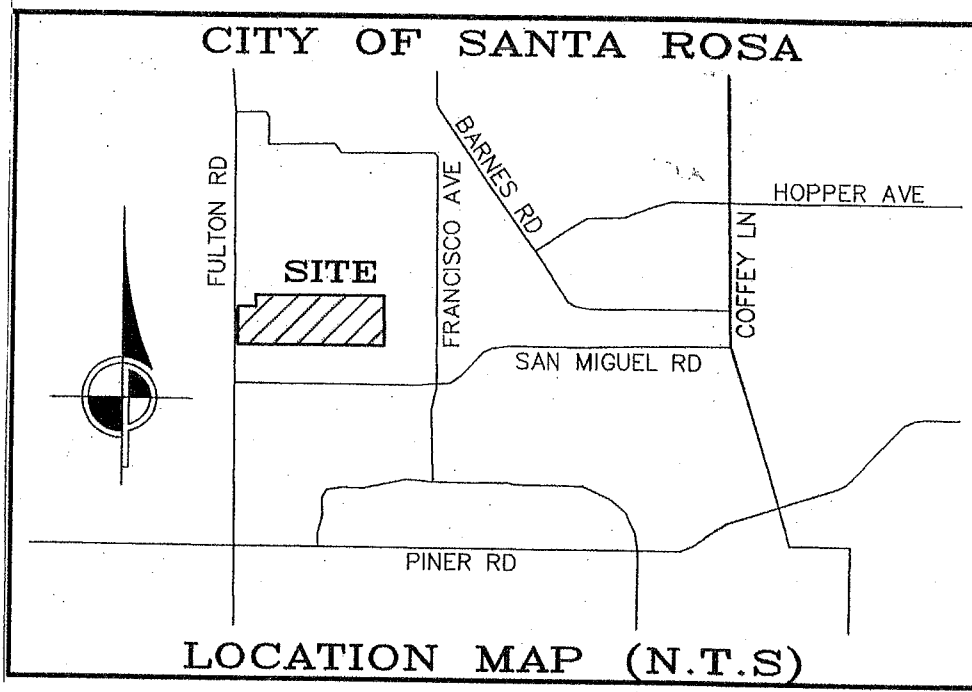 CITY OF SANTA ROSA
BARNES RD
FULTON RD
FRANCISCO AVE
HOPPER AVE
COFFEY LN
SITE
SAN MIGUEL RD
PINER RD
LOCATION MAP (N.T.S)